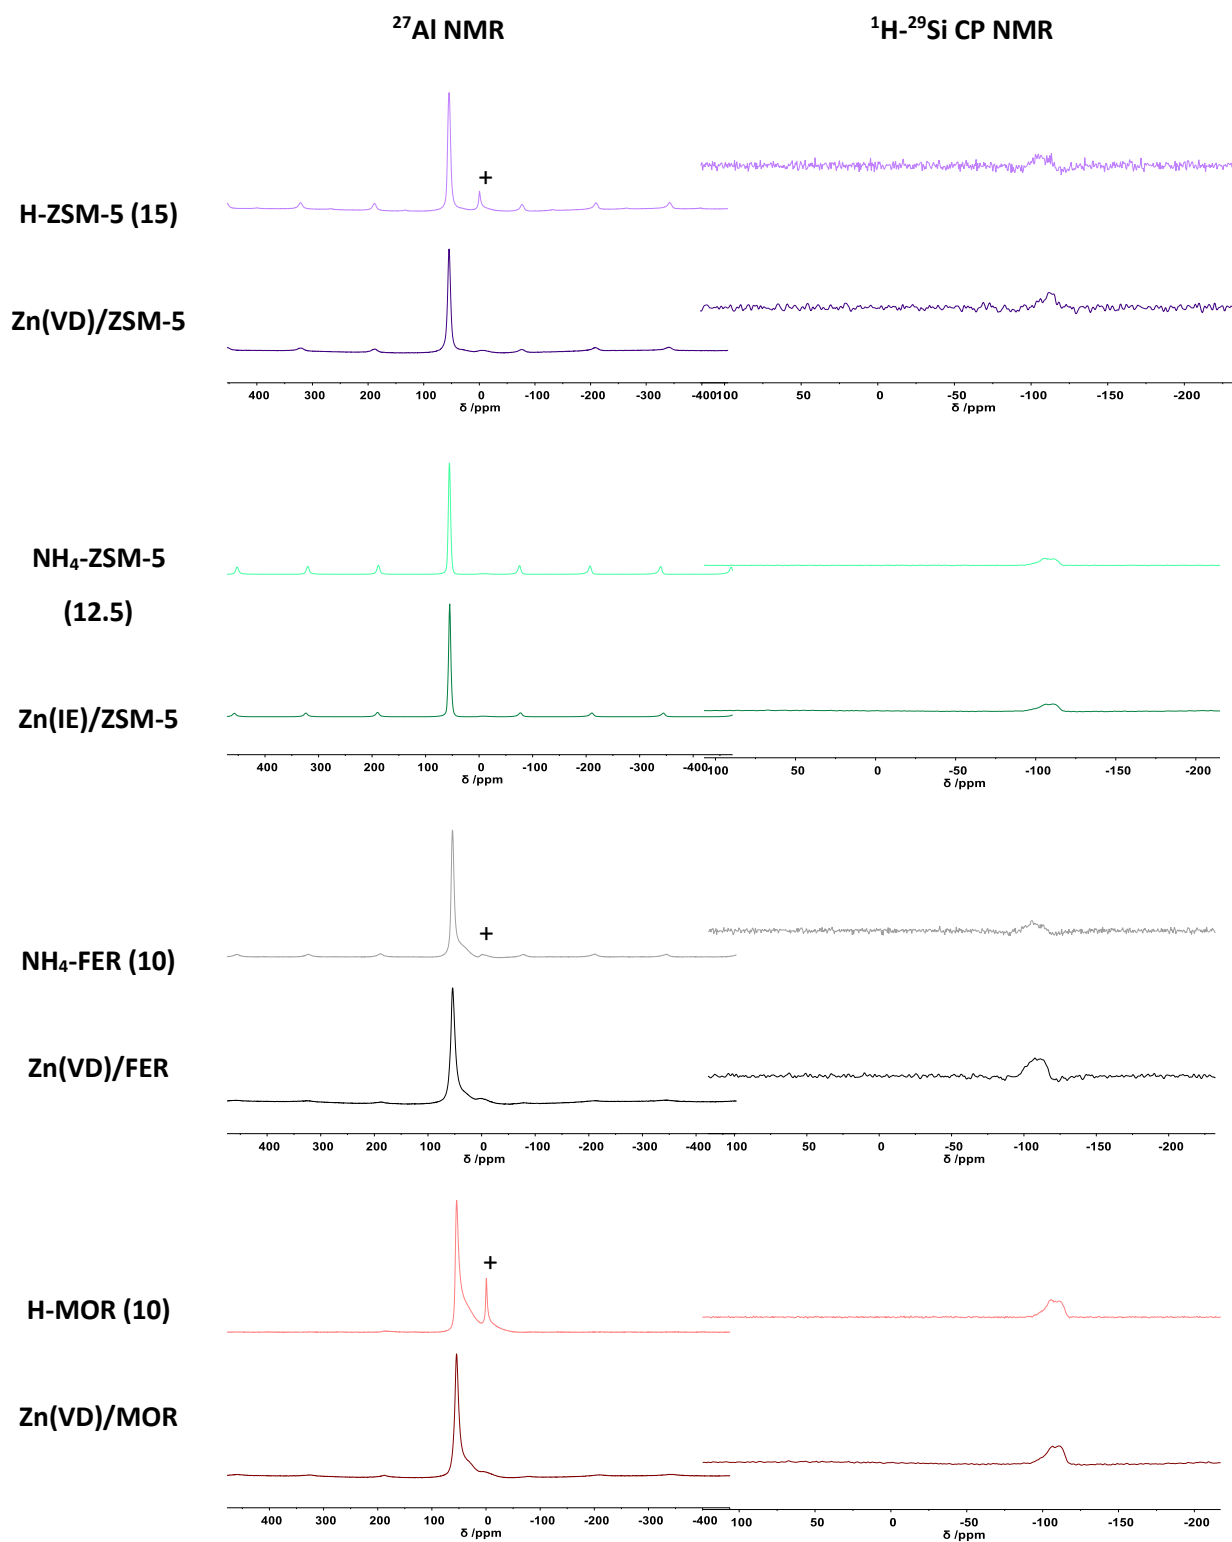 27Al NMR
1H-29Si CP NMR
+
H-ZSM-5 (15)
Zn(VD)/ZSM-5
400 300 200 100 0 -100 -200 -300 -400
δ /ppm
100 50 0 -50 -100 -150 -200
δ /ppm
NH4-ZSM-5
(12.5)
Zn(IE)/ZSM-5
400 300 200 100 0 -100 -200 -300 -400
δ /ppm
100 50 0 -50 -100 -150 -200
δ /ppm
+
NH4-FER (10)
Zn(VD)/FER
400 300 200 100 0 -100 -200 -300 -400
δ /ppm
100 50 0 -50 -100 -150 -200
δ /ppm
+
H-MOR (10)
Zn(VD)/MOR
400 300 200 100 0 -100 -200 -300 -400
δ /ppm
100 50 0 -50 -100 -150 -200
δ /ppm